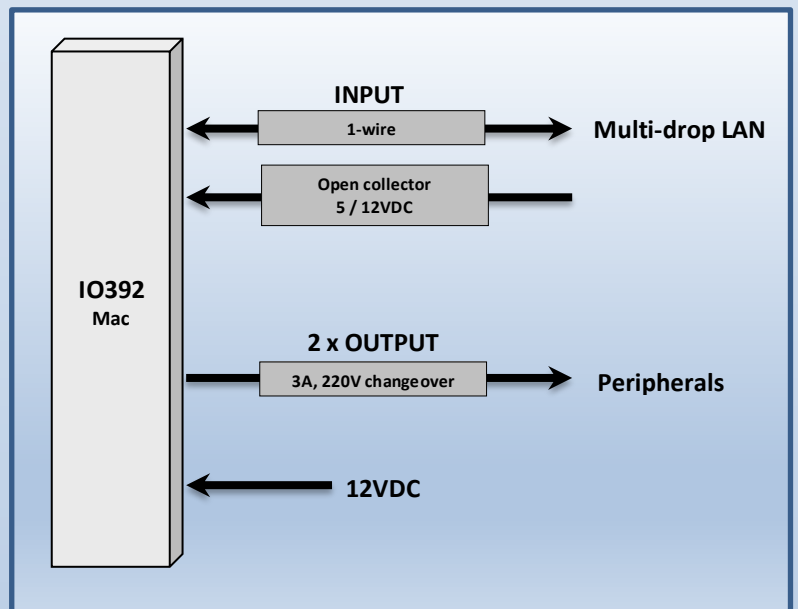 INPUT
1-wire
Multi-drop LAN
Open collector
5 / 12VDC
IO392
Mac
2 x OUTPUT
3A, 220V changeover
Peripherals
12VDC